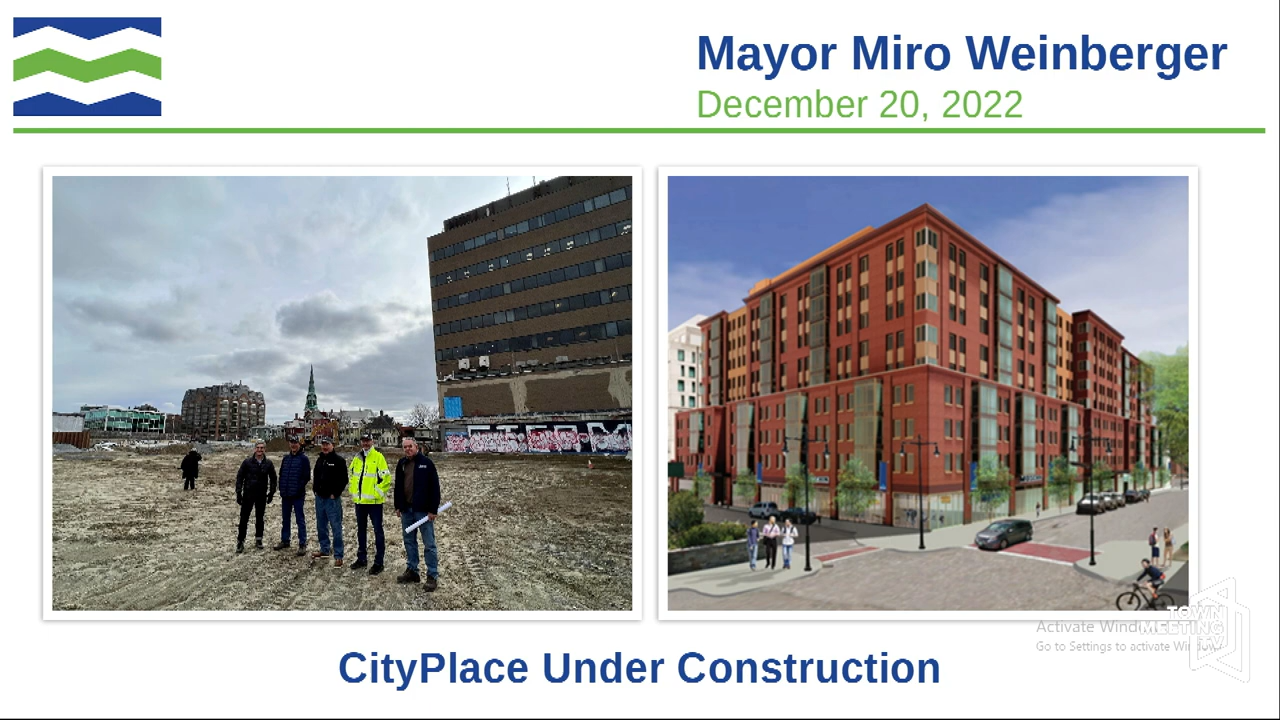 Mayor Miro Weinberger
December 20, 2022
CityPlace Under Construction
Activate Windows
Go to Settings to activate Windows.
TOWN
MEETING
TV